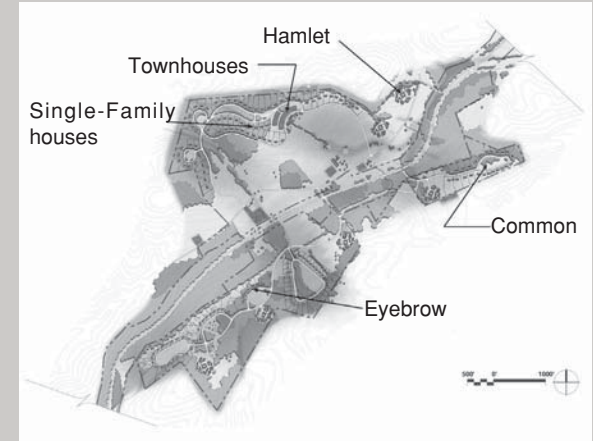 Hamlet
Townhouses
Single-Family
houses
Common
Eyebrow
500' 0' 1000'